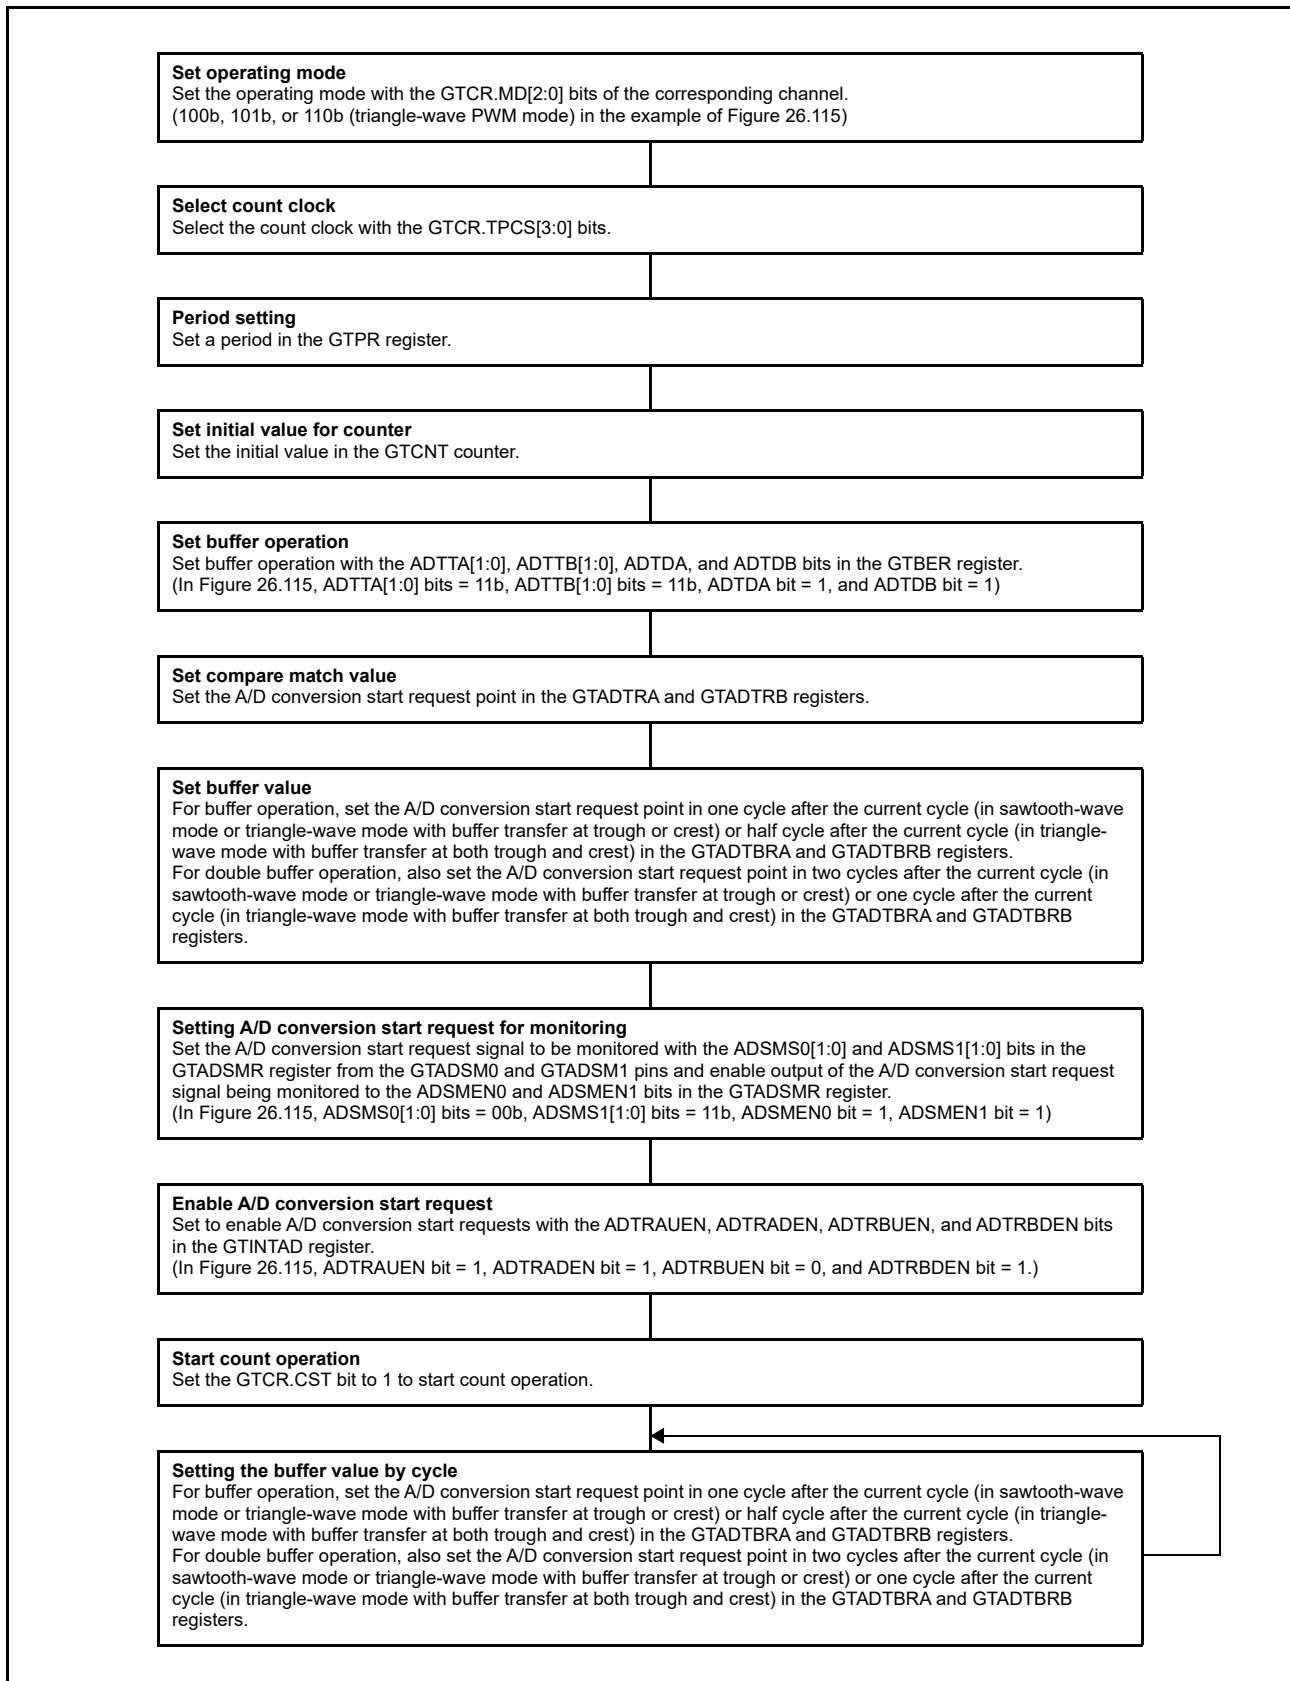 Set operating mode
Set the operating mode with the GTCR.MD[2:0] bits of the corresponding channel.
(100b, 101b, or 110b (triangle-wave PWM mode) in the example of Figure 26.115)
Select count clock
Select the count clock with the GTCR.TPCS[3:0] bits.
Period setting
Set a period in the GTPR register.
Set initial value for counter
Set the initial value in the GTCNT counter.
Set buffer operation
Set buffer operation with the ADTTA[1:0], ADTTB[1:0], ADTDA, and ADTDB bits in the GTBER register.
(In Figure 26.115, ADTTA[1:0] bits = 11b, ADTTB[1:0] bits = 11b, ADTDA bit = 1, and ADTDB bit = 1)
Set compare match value
Set the A/D conversion start request point in the GTADTRA and GTADTRB registers.
Set buffer value
For buffer operation, set the A/D conversion start request point in one cycle after the current cycle (in sawtooth-wave
mode or triangle-wave mode with buffer transfer at trough or crest) or half cycle after the current cycle (in triangle-
wave mode with buffer transfer at both trough and crest) in the GTADTBRA and GTADTBRB registers.
For double buffer operation, also set the A/D conversion start request point in two cycles after the current cycle (in
sawtooth-wave mode or triangle-wave mode with buffer transfer at trough or crest) or one cycle after the current
cycle (in triangle-wave mode with buffer transfer at both trough and crest) in the GTADTBRA and GTADTBRB
registers.
Setting A/D conversion start request for monitoring
Set the A/D conversion start request signal to be monitored with the ADSMS0[1:0] and ADSMS1[1:0] bits in the
GTADSMR register from the GTADSM0 and GTADSM1 pins and enable output of the A/D conversion start request
signal being monitored to the ADSMEN0 and ADSMEN1 bits in the GTADSMR register.
(In Figure 26.115, ADSMS0[1:0] bits = 00b, ADSMS1[1:0] bits = 11b, ADSMEN0 bit = 1, ADSMEN1 bit = 1)
Enable A/D conversion start request
Set to enable A/D conversion start requests with the ADTRAUEN, ADTRADEN, ADTRBUEN, and ADTRBDEN bits
in the GTINTAD register.
(In Figure 26.115, ADTRAUEN bit = 1, ADTRADEN bit = 1, ADTRBUEN bit = 0, and ADTRBDEN bit = 1.)
Start count operation
Set the GTCR.CST bit to 1 to start count operation.
Setting the buffer value by cycle
For buffer operation, set the A/D conversion start request point in one cycle after the current cycle (in sawtooth-wave
mode or triangle-wave mode with buffer transfer at trough or crest) or half cycle after the current cycle (in triangle-
wave mode with buffer transfer at both trough and crest) in the GTADTBRA and GTADTBRB registers.
For double buffer operation, also set the A/D conversion start request point in two cycles after the current cycle (in
sawtooth-wave mode or triangle-wave mode with buffer transfer at trough or crest) or one cycle after the current
cycle (in triangle-wave mode with buffer transfer at both trough and crest) in the GTADTBRA and GTADTBRB
registers.